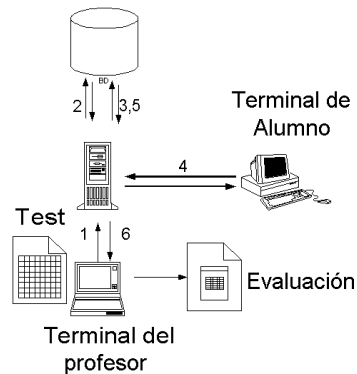 BD
2
3,5
Terminal de
Alumno
4
Test
1
6
Evaluación
Terminal del
profesor